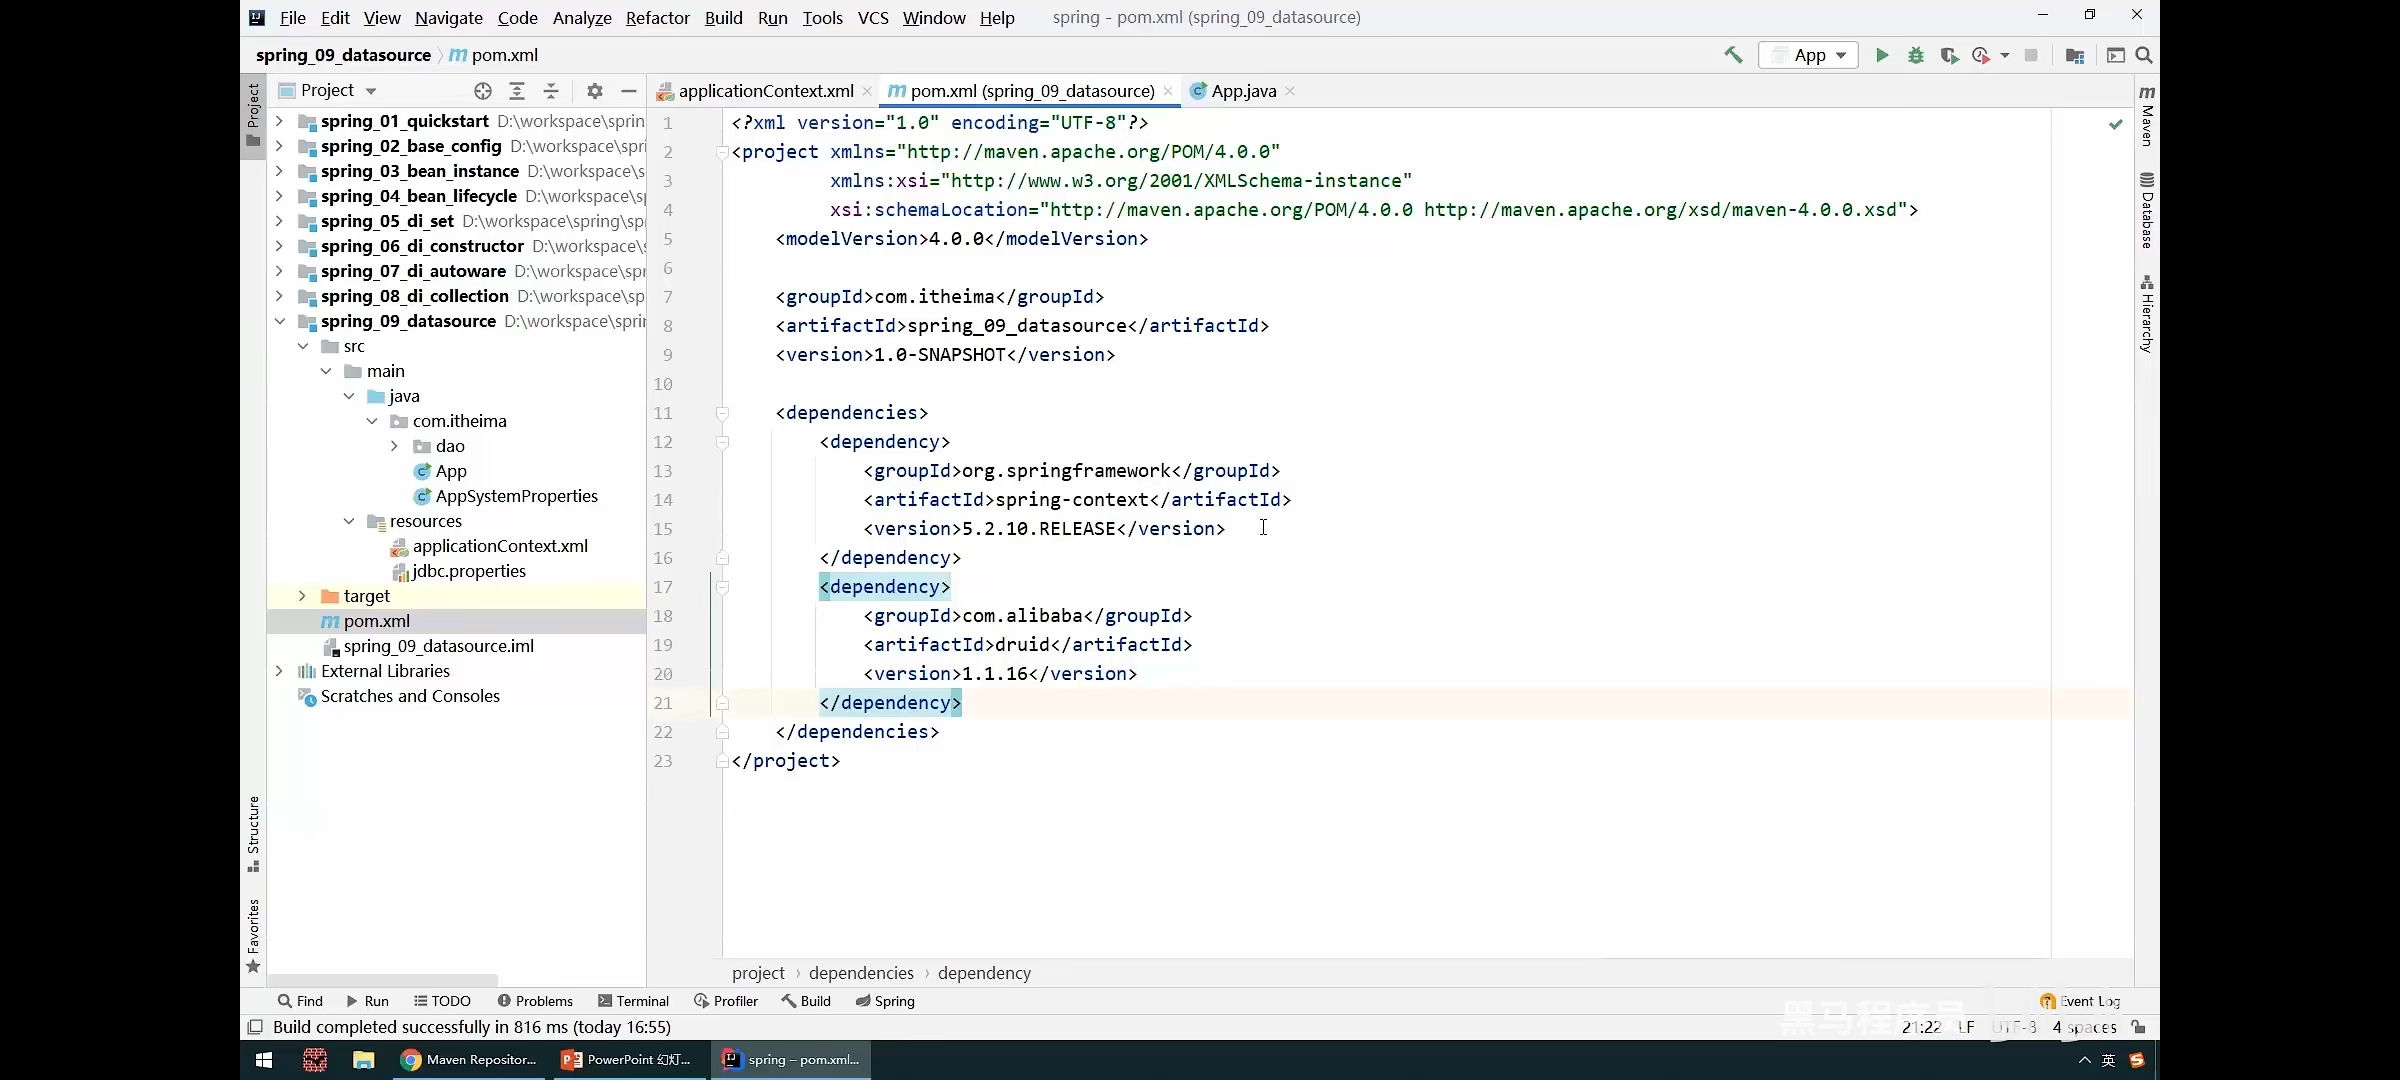 File Edit View Navigate Code Analyze Refactor Build Run Tools VCS Window Help spring - pom.xml (spring_09_datasource)
spring_09_datasource pom.xml App
Project
applicationContext.xml pom.xml (spring_09_datasource) App.java
spring_01_quickstart D:\workspace\sprin
spring_02_base_config D:\workspace\spri
spring_03_bean_instance D:\workspace\s
spring_04_bean_lifecycle D:\workspace\sp
spring_05_di_set D:\workspace\spring\sp
spring_06_di_constructor D:\workspace\s
spring_07_di_autoware D:\workspace\spr
spring_08_di_collection D:\workspace\sp
spring_09_datasource D:\workspace\sprin
src
main
java
com.itheima
dao
App
AppSystemProperties
resources
applicationContext.xml
jdbc.properties
target
pom.xml
spring_09_datasource.iml
External Libraries
Scratches and Consoles
1 <?xml version="1.0" encoding="UTF-8"?>
2 <project xmlns="http://maven.apache.org/POM/4.0.0"
3 xmlns:xsi="http://www.w3.org/2001/XMLSchema-instance"
4 xsi:schemaLocation="http://maven.apache.org/POM/4.0.0 http://maven.apache.org/xsd/maven-4.0.0.xsd">
5 <modelVersion>4.0.0</modelVersion>
6
7 <groupId>com.itheima</groupId>
8 <artifactId>spring_09_datasource</artifactId>
9 <version>1.0-SNAPSHOT</version>
10
11 <dependencies>
12 <dependency>
13 <groupId>org.springframework</groupId>
14 <artifactId>spring-context</artifactId>
15 <version>5.2.10.RELEASE</version>
16 </dependency>
17 <dependency>
18 <groupId>com.alibaba</groupId>
19 <artifactId>druid</artifactId>
20 <version>1.1.16</version>
21 </dependency>
22 </dependencies>
23 </project>
Project
Structure
Favorites
Maven
Database
Hierarchy
project › dependencies › dependency
Find Run TODO Problems Terminal Profiler Build Spring Event Log
Build completed successfully in 816 ms (today 16:55) 21:22 LF UTF-8 4 spaces
黑马程序员
Maven Repositor... PowerPoint 幻灯... spring – pom.xml... 英